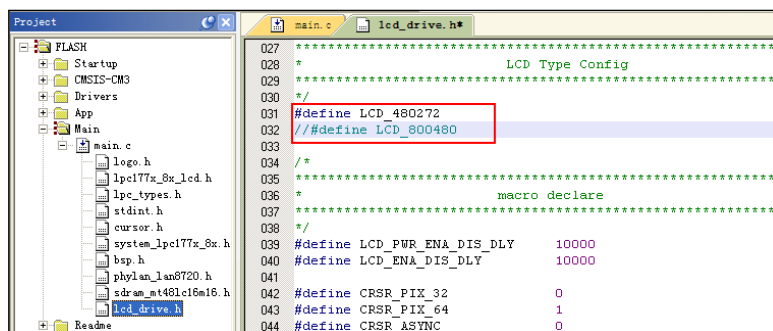 Project
FLASH
Startup
CMSIS-CM3
Drivers
App
Main
main.c
logo.h
lpc177x_8x_lcd.h
lpc_types.h
stdint.h
cursor.h
system_lpc177x_8x.h
bsp.h
phylan_lan8720.h
sdram_mt48lc16m16.h
lcd_drive.h
Readme
main.c lcd_drive.h*
027 *********************************************************************
028 * LCD Type Config
029 *********************************************************************
030 */
031 #define LCD_480272
032 //#define LCD_800480
033
034 /*
035 *********************************************************************
036 * macro declare
037 *********************************************************************
038 */
039 #define LCD_PWR_ENA_DIS_DLY 10000
040 #define LCD_ENA_DIS_DLY 10000
041
042 #define CRSR_PIX_32 0
043 #define CRSR_PIX_64 1
044 #define CRSR_ASYNC 0